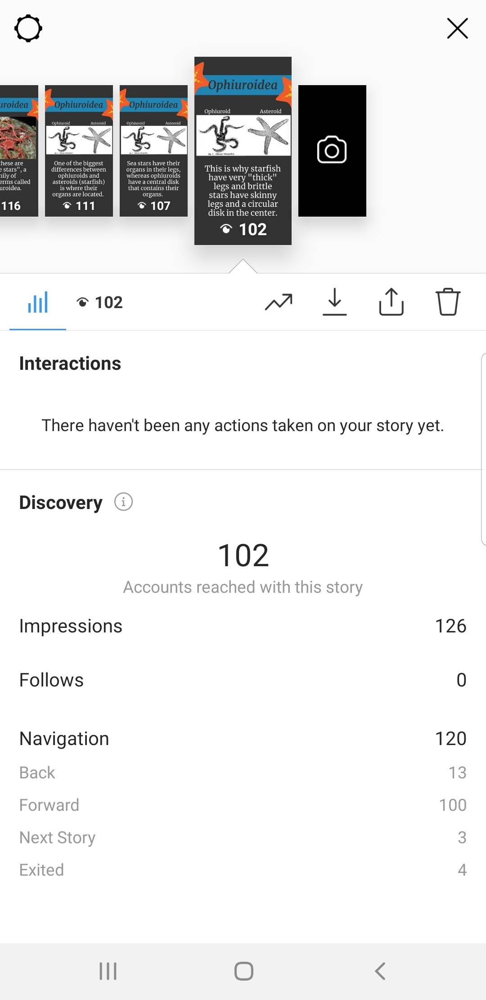 uroidea
these are
e stars", a
nily of
erms called
uroidea.
116
Ophiuroidea
Ophiuroid Asteroid
One of the biggest
differences between
ophiuroids and
asteroids (starfish)
is where their
organs are located.
111
Ophiuroidea
Ophiuroid Asteroid
Sea stars have their
organs in their legs,
whereas ophiuroids
have a central disk
that contains their
organs.
107
Ophiuroidea
Ophiuroid Asteroid
This is why starfish
have very "thick"
legs and brittle
stars have skinny
legs and a circular
disk in the center.
102
102
Interactions
There haven't been any actions taken on your story yet.
Discovery
102
Accounts reached with this story
Impressions 126
Follows 0
Navigation 120
Back 13
Forward 100
Next Story 3
Exited 4